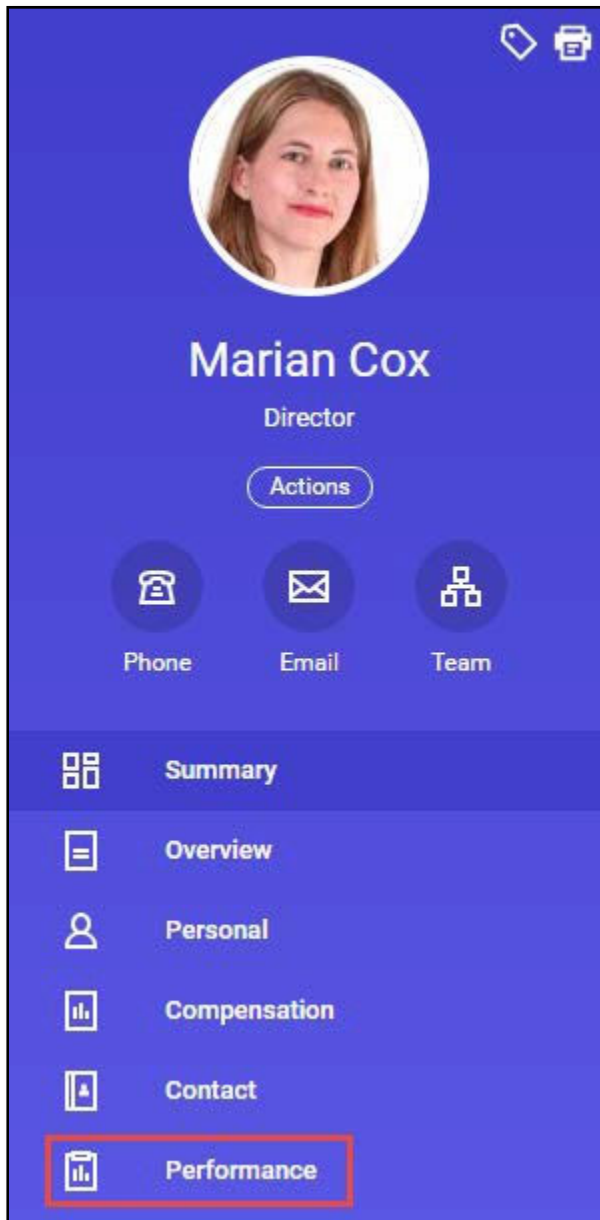 Marian Cox
Director
Actions
Phone Email Team
Summary
Overview
Personal
Compensation
Contact
Performance